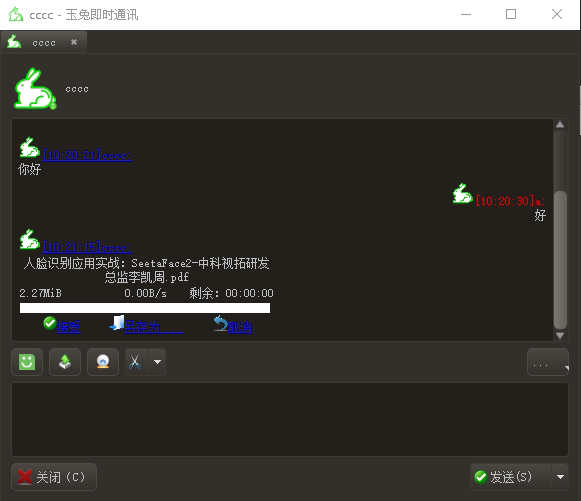 cccc - 玉兔即时通讯
cccc
cccc
[10:20:21]cccc:
你好
[10:20:30]a:
好
[10:21:15]cccc:
人脸识别应用实战：SeetaFace2-中科视拓研发
总监李凯周.pdf
2.27MiB 0.00B/s 剩余：00:00:00
接受 另存为...... 取消
...
关闭（C） 发送(S)